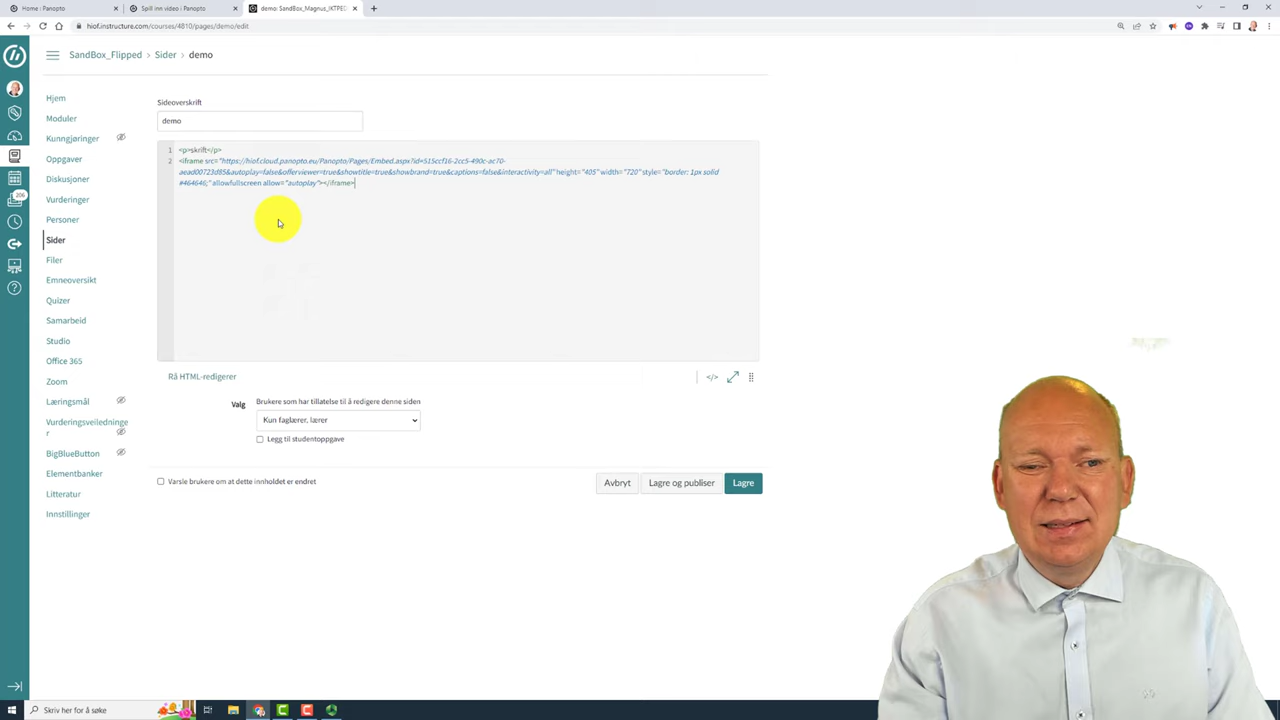 Home : Panopto
Spill inn video i Panopto
demo: SandBox_Magnus_IKTPED
hiof.instructure.com/courses/4810/pages/demo/edit
SandBox_Flipped > Sider > demo
Hjem
Moduler
Kunngjøringer
Oppgaver
Diskusjoner
Vurderinger
206
Personer
Sider
Filer
Emneoversikt
Quizer
Samarbeid
Studio
Office 365
Zoom
Læringsmål
Vurderingsveiledninge
r
BigBlueButton
Elementbanker
Litteratur
Innstillinger
Sideoverskrift
demo
1 <p>skrift</p>
2 <iframe src="https://hiof.cloud.panopto.eu/Panopto/Pages/Embed.aspx?id=515ccf16-2cc5-490c-ac70-
aead00723d85&autoplay=false&offerviewer=true&showtitle=true&showbrand=true&captions=false&interactivity=all" height="405" width="720" style="border: 1px solid
#464646;" allowfullscreen allow="autoplay"></iframe>
Rå HTML-redigerer
</>
Valg
Brukere som har tillatelse til å redigere denne siden
Kun faglærer, lærer
Legg til studentoppgave
Varsle brukere om at dette innholdet er endret
Avbryt
Lagre og publiser
Lagre
Skriv her for å søke